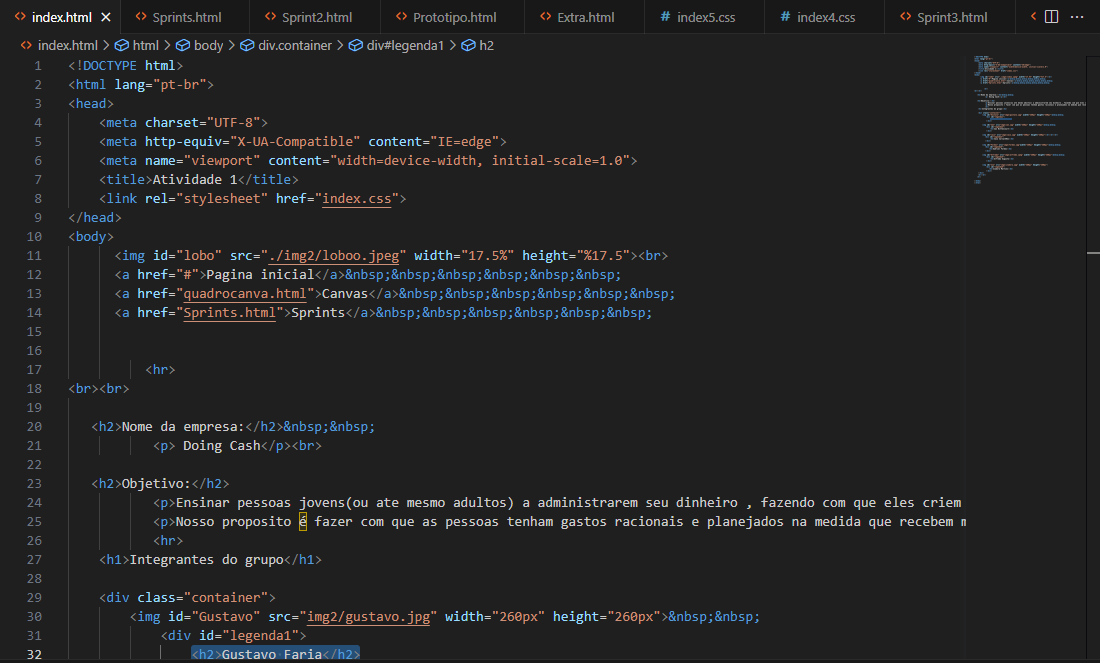 index.html
Sprints.html
Sprint2.html
Prototipo.html
Extra.html
# index5.css
# index4.css
Sprint3.html
index.html > html > body > div.container > div#legenda1 > h2
1 <!DOCTYPE html>
2 <html lang="pt-br">
3 <head>
4 <meta charset="UTF-8">
5 <meta http-equiv="X-UA-Compatible" content="IE=edge">
6 <meta name="viewport" content="width=device-width, initial-scale=1.0">
7 <title>Atividade 1</title>
8 <link rel="stylesheet" href="index.css">
9 </head>
10 <body>
11 <img id="lobo" src="./img2/loboo.jpeg" width="17.5%" height="%17.5"><br>
12 <a href="#">Pagina inicial</a>&nbsp;&nbsp;&nbsp;&nbsp;&nbsp;&nbsp;
13 <a href="quadrocanva.html">Canvas</a>&nbsp;&nbsp;&nbsp;&nbsp;&nbsp;&nbsp;
14 <a href="Sprints.html">Sprints</a>&nbsp;&nbsp;&nbsp;&nbsp;&nbsp;&nbsp;
15
16
17 <hr>
18 <br><br>
19
20 <h2>Nome da empresa:</h2>&nbsp;&nbsp;
21 <p> Doing Cash</p><br>
22
23 <h2>Objetivo:</h2>
24 <p>Ensinar pessoas jovens(ou ate mesmo adultos) a administrarem seu dinheiro , fazendo com que eles criem
25 <p>Nosso proposito é fazer com que as pessoas tenham gastos racionais e planejados na medida que recebem m
26 <hr>
27 <h1>Integrantes do grupo</h1>
28
29 <div class="container">
30 <img id="Gustavo" src="img2/gustavo.jpg" width="260px" height="260px">&nbsp;&nbsp;
31 <div id="legenda1">
32 <h2>Gustavo Faria</h2>